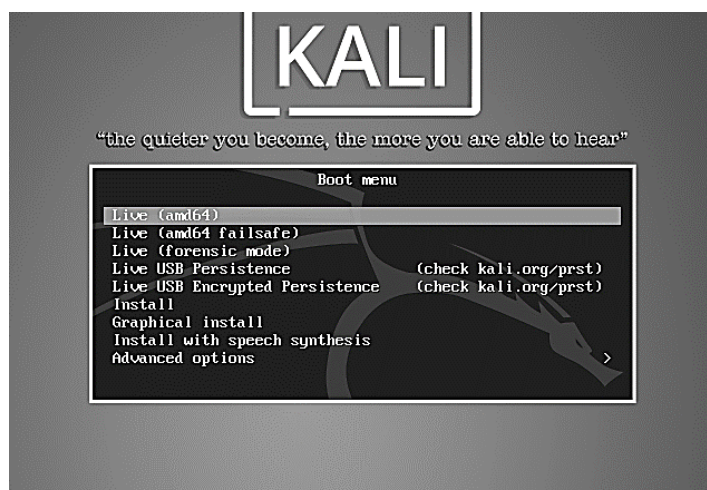 KALI
“the quieter you become, the more you are able to hear”
Boot menu
Live (amd64)
Live (amd64 failsafe)
Live (forensic mode)
Live USB Persistence (check kali.org/prst)
Live USB Encrypted Persistence (check kali.org/prst)
Install
Graphical install
Install with speech synthesis
Advanced options >